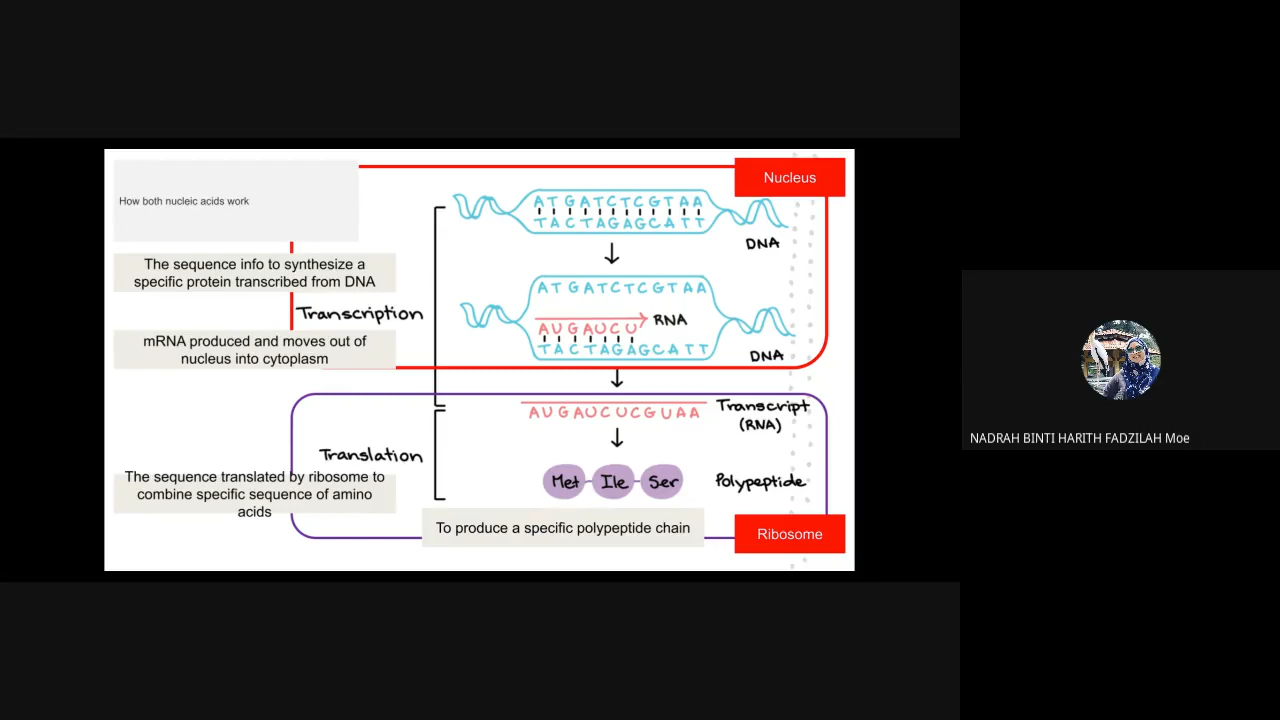 How both nucleic acids work
Nucleus
ATGATCTCGTAA
TACTAGAGCATT
DNA
The sequence info to synthesize a
specific protein transcribed from DNA
ATGATCTCGTAA
Transcription
RNA
AUGAUCU
mRNA produced and moves out of
nucleus into cytoplasm
TACTAGAGCATT
DNA
AUGAUCUCGUAA
Transcript
(RNA)
Translation
The sequence translated by ribosome to
combine specific sequence of amino
acids
Met Ile Ser
Polypeptide
To produce a specific polypeptide chain
Ribosome
NADRAH BINTI HARITH FADZILAH Moe